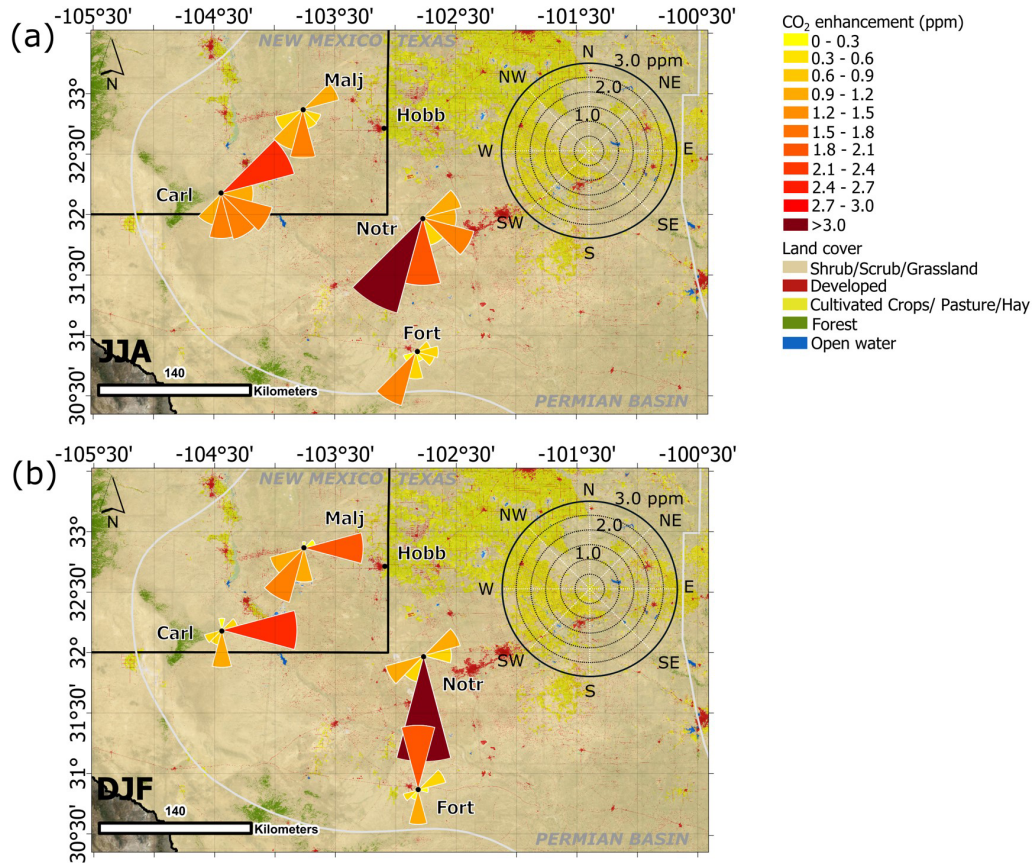 (a)
-105°30' -104°30' -103°30' -102°30' -101°30' -100°30'
NEW MEXICO TEXAS
N
33°
32°30'
32°
31°30'
31°
30°30'
Malj
Hobb
Carl
Notr
Fort
N
NE
E
SE
S
SW
W
NW
3.0 ppm
2.0
1.0
JJA
140
Kilometers
PERMIAN BASIN
CO₂ enhancement (ppm)
0 - 0.3
0.3 - 0.6
0.6 - 0.9
0.9 - 1.2
1.2 - 1.5
1.5 - 1.8
1.8 - 2.1
2.1 - 2.4
2.4 - 2.7
2.7 - 3.0
>3.0
Land cover
Shrub/Scrub/Grassland
Developed
Cultivated Crops/ Pasture/Hay
Forest
Open water
(b)
-105°30' -104°30' -103°30' -102°30' -101°30' -100°30'
NEW MEXICO TEXAS
N
33°
32°30'
32°
31°30'
31°
30°30'
Malj
Hobb
Carl
Notr
Fort
N
NE
E
SE
S
SW
W
NW
3.0 ppm
2.0
1.0
DJF
140
Kilometers
PERMIAN BASIN